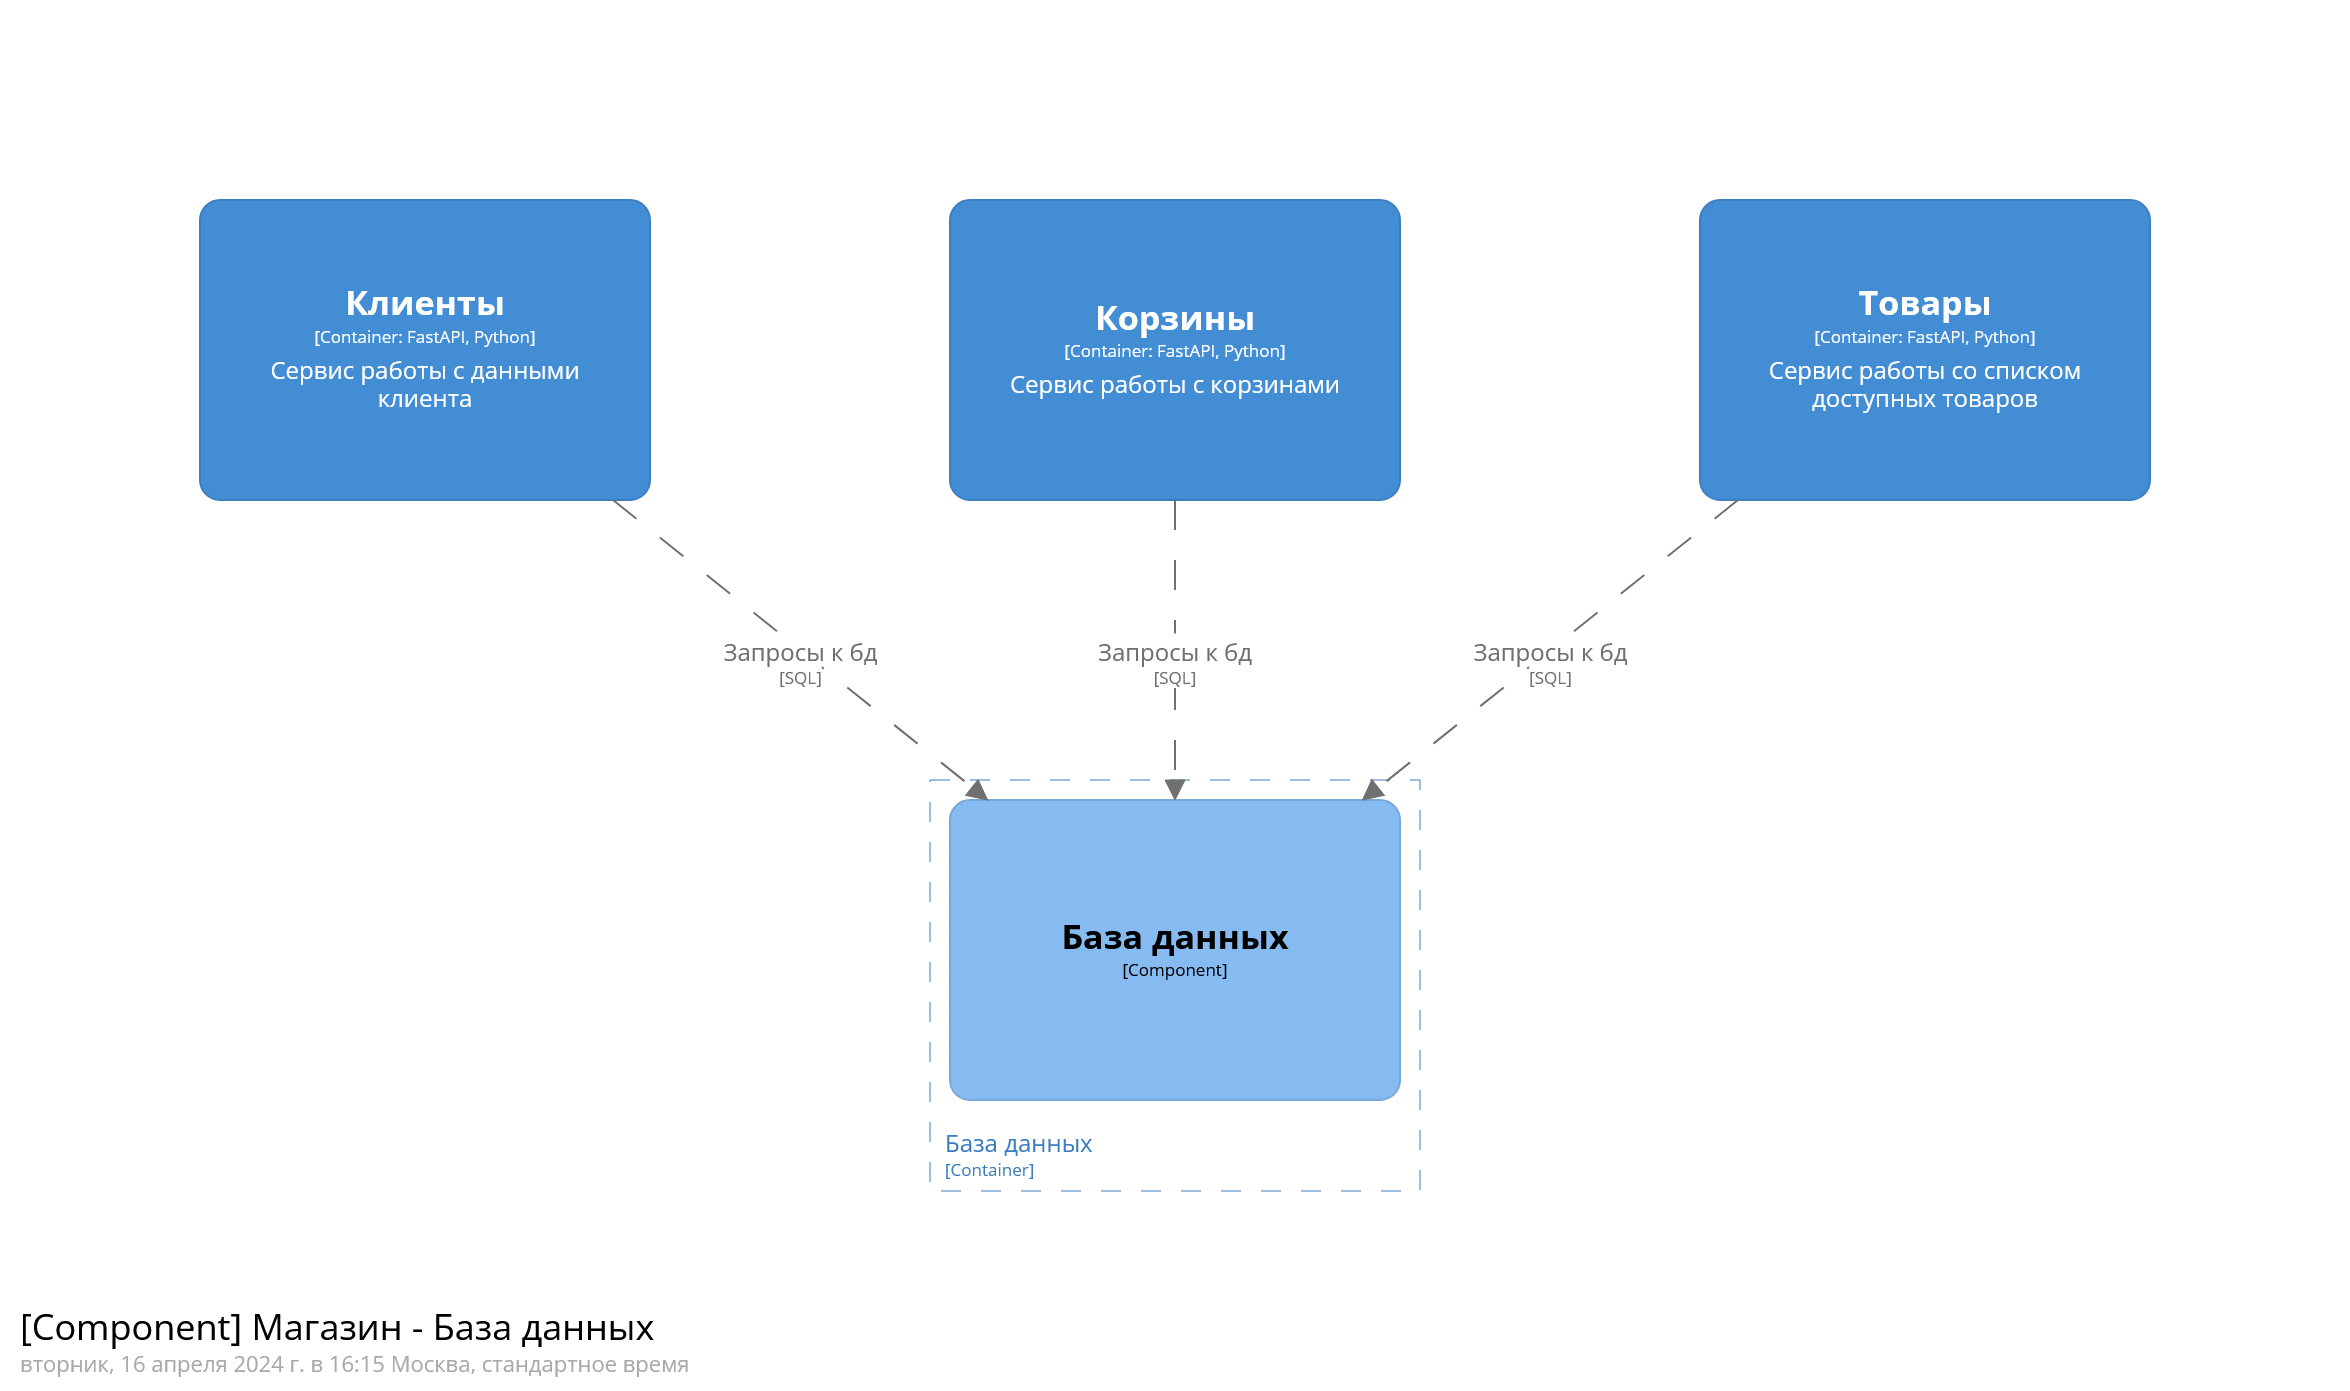 Клиенты
[Container: FastAPI, Python]
Сервис работы с данными
клиента
Корзины
[Container: FastAPI, Python]
Сервис работы с корзинами
Товары
[Container: FastAPI, Python]
Сервис работы со списком
доступных товаров
Запросы к бд
[SQL]
Запросы к бд
[SQL]
Запросы к бд
[SQL]
База данных
[Component]
База данных
[Container]
[Component] Магазин - База данных
вторник, 16 апреля 2024 г. в 16:15 Москва, стандартное время